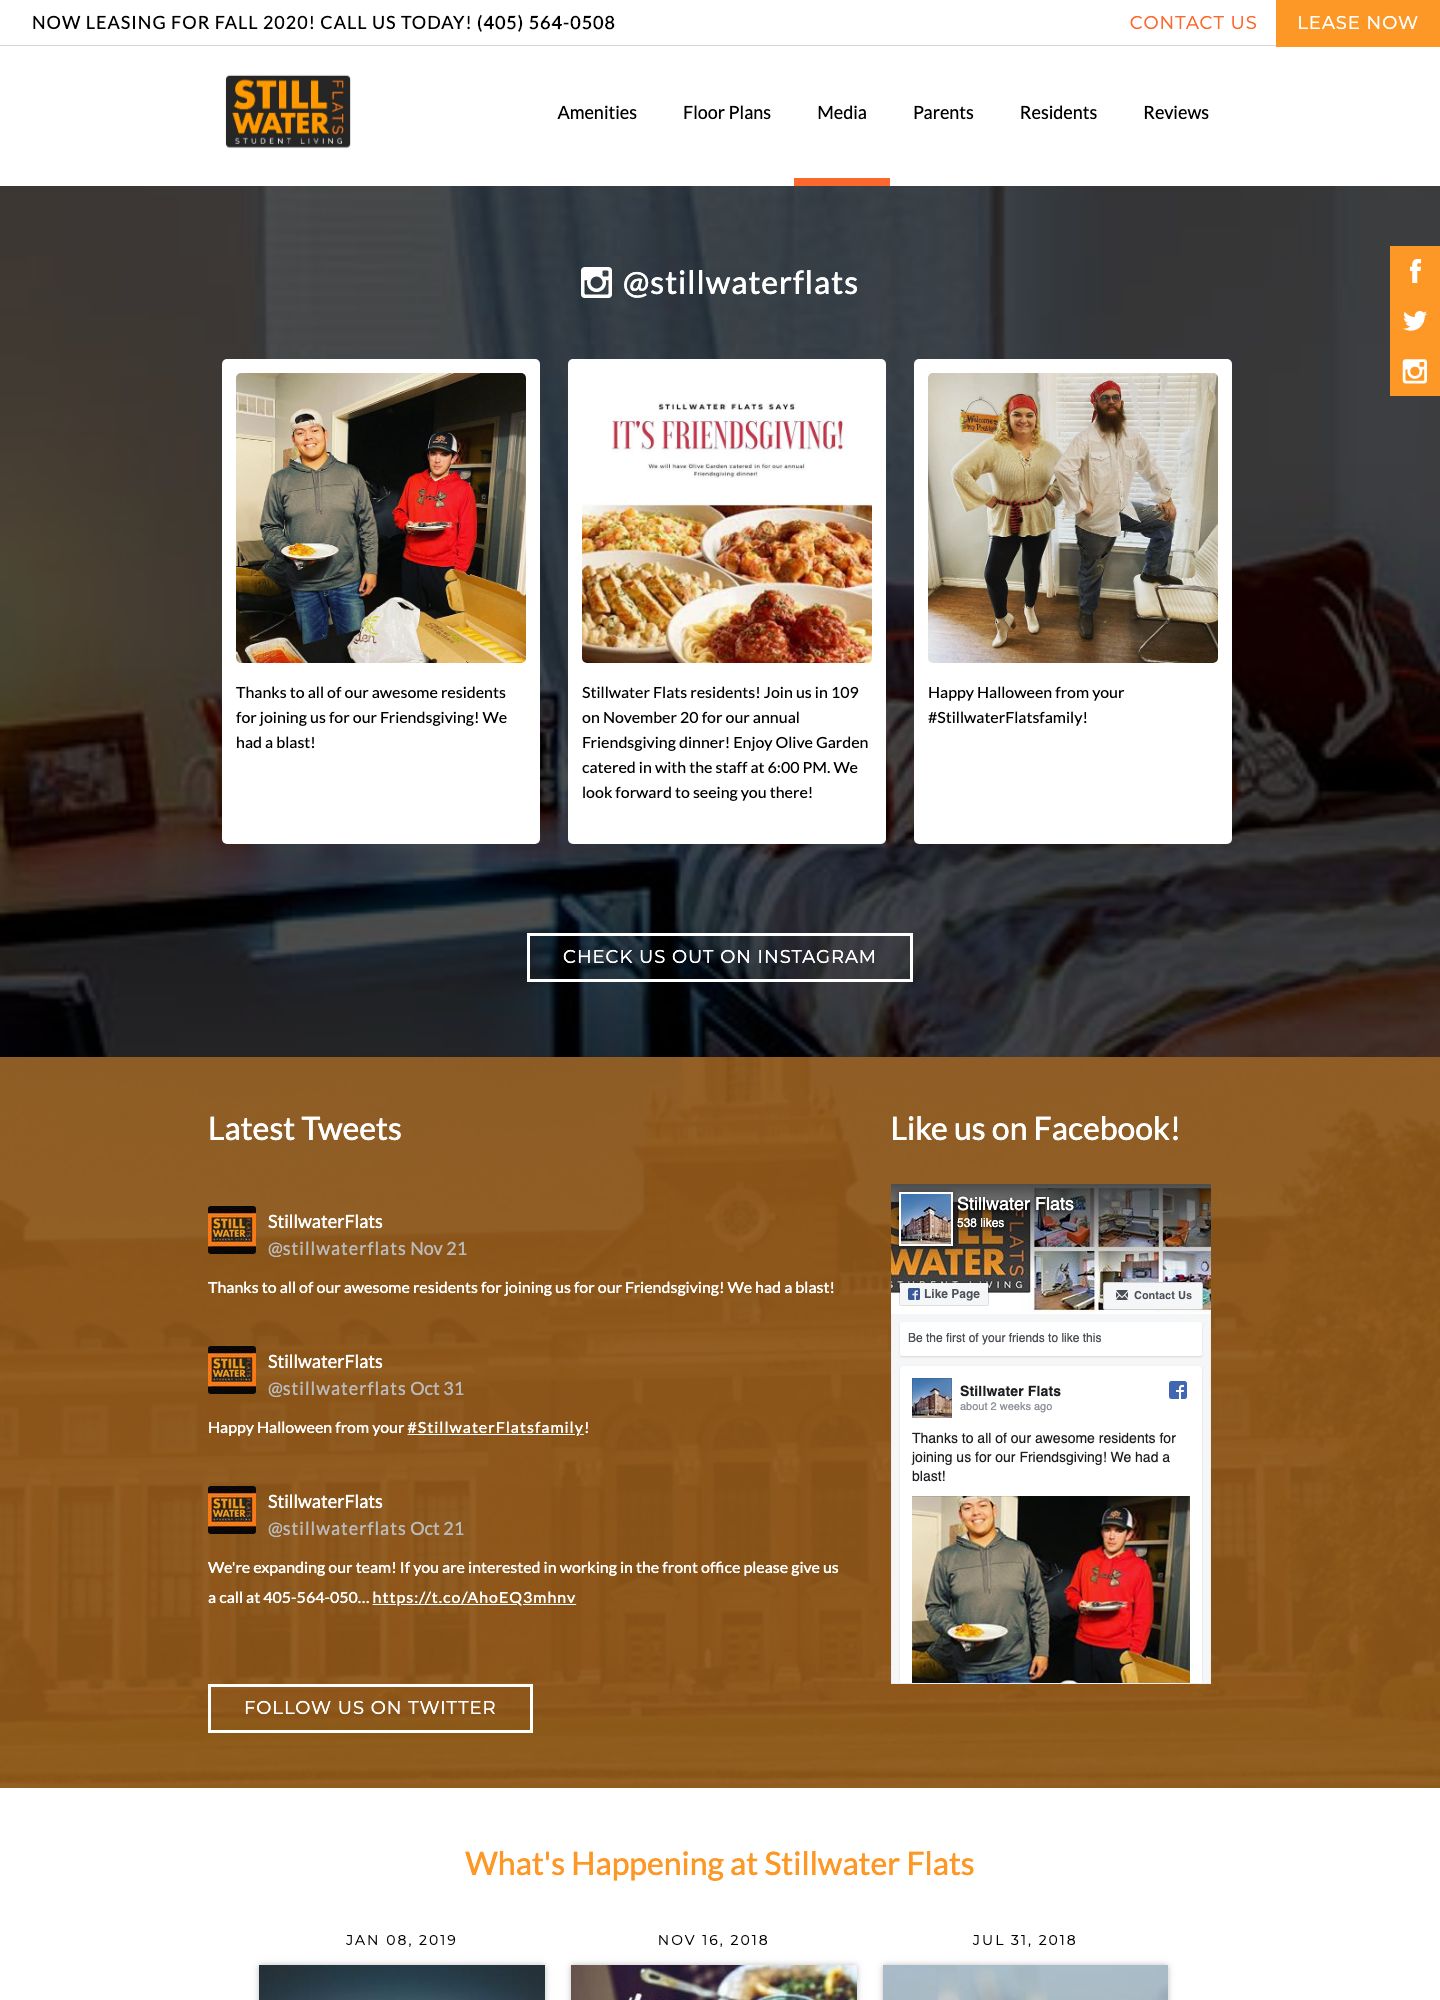 NOW LEASING FOR FALL 2020! CALL US TODAY! (405) 564-0508
CONTACT US
LEASE NOW
STILL
WATER
FLATS
STUDENT LIVING
Amenities
Floor Plans
Media
Parents
Residents
Reviews
@stillwaterflats
STILLWATER FLATS SAYS
IT'S FRIENDSGIVING!
We will have Olive Garden catered in for our annual
Friendsgiving dinner!
Thanks to all of our awesome residents
for joining us for our Friendsgiving! We
had a blast!
Stillwater Flats residents! Join us in 109
on November 20 for our annual
Friendsgiving dinner! Enjoy Olive Garden
catered in with the staff at 6:00 PM. We
look forward to seeing you there!
Happy Halloween from your
#StillwaterFlatsfamily!
CHECK US OUT ON INSTAGRAM
Latest Tweets
STILL
WATER
StillwaterFlats
@stillwaterflats Nov 21
Thanks to all of our awesome residents for joining us for our Friendsgiving! We had a blast!
STILL
WATER
StillwaterFlats
@stillwaterflats Oct 31
Happy Halloween from your #StillwaterFlatsfamily!
STILL
WATER
StillwaterFlats
@stillwaterflats Oct 21
We're expanding our team! If you are interested in working in the front office please give us
a call at 405-564-050… https://t.co/AhoEQ3mhnv
FOLLOW US ON TWITTER
Like us on Facebook!
Stillwater Flats
538 likes
WATER
FLATS
Like Page
Contact Us
Be the first of your friends to like this
Stillwater Flats
about 2 weeks ago
Thanks to all of our awesome residents for
joining us for our Friendsgiving! We had a
blast!
What's Happening at Stillwater Flats
JAN 08, 2019
NOV 16, 2018
JUL 31, 2018